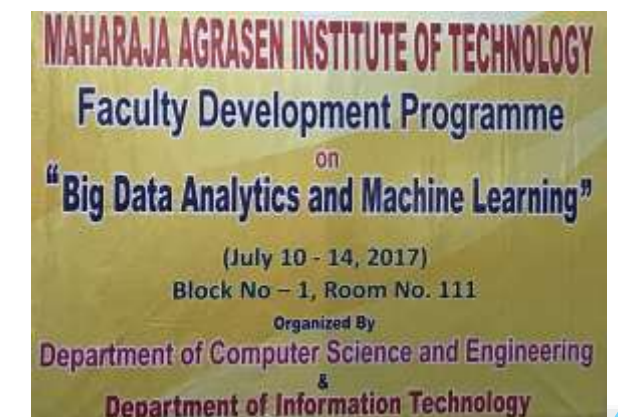 MAHARAJA AGRASEN INSTITUTE OF TECHNOLOGY
Faculty Development Programme
on
“Big Data Analytics and Machine Learning”
(July 10 - 14, 2017)
Block No – 1, Room No. 111
Organized By
Department of Computer Science and Engineering
&
Department of Information Technology